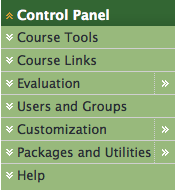 Control Panel
Course Tools
Course Links
Evaluation
Users and Groups
Customization
Packages and Utilities
Help